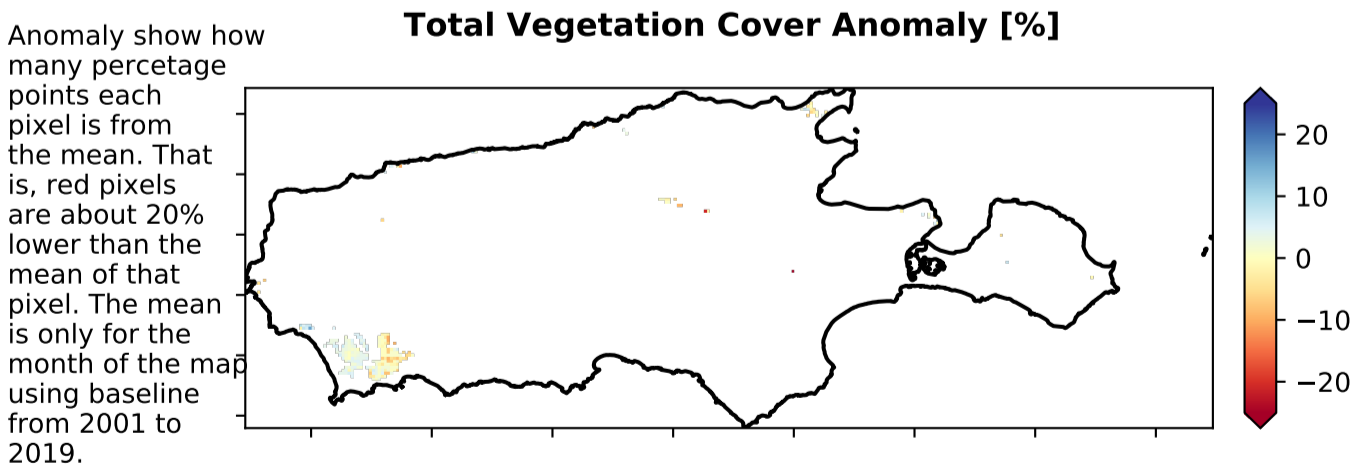 Total Vegetation Cover Anomaly [%]
Anomaly show how
many percetage
points each
pixel is from
the mean. That
is, red pixels
are about 20%
lower than the
mean of that
pixel. The mean
is only for the
month of the map
using baseline
from 2001 to
2019.
20
10
0
−10
−20